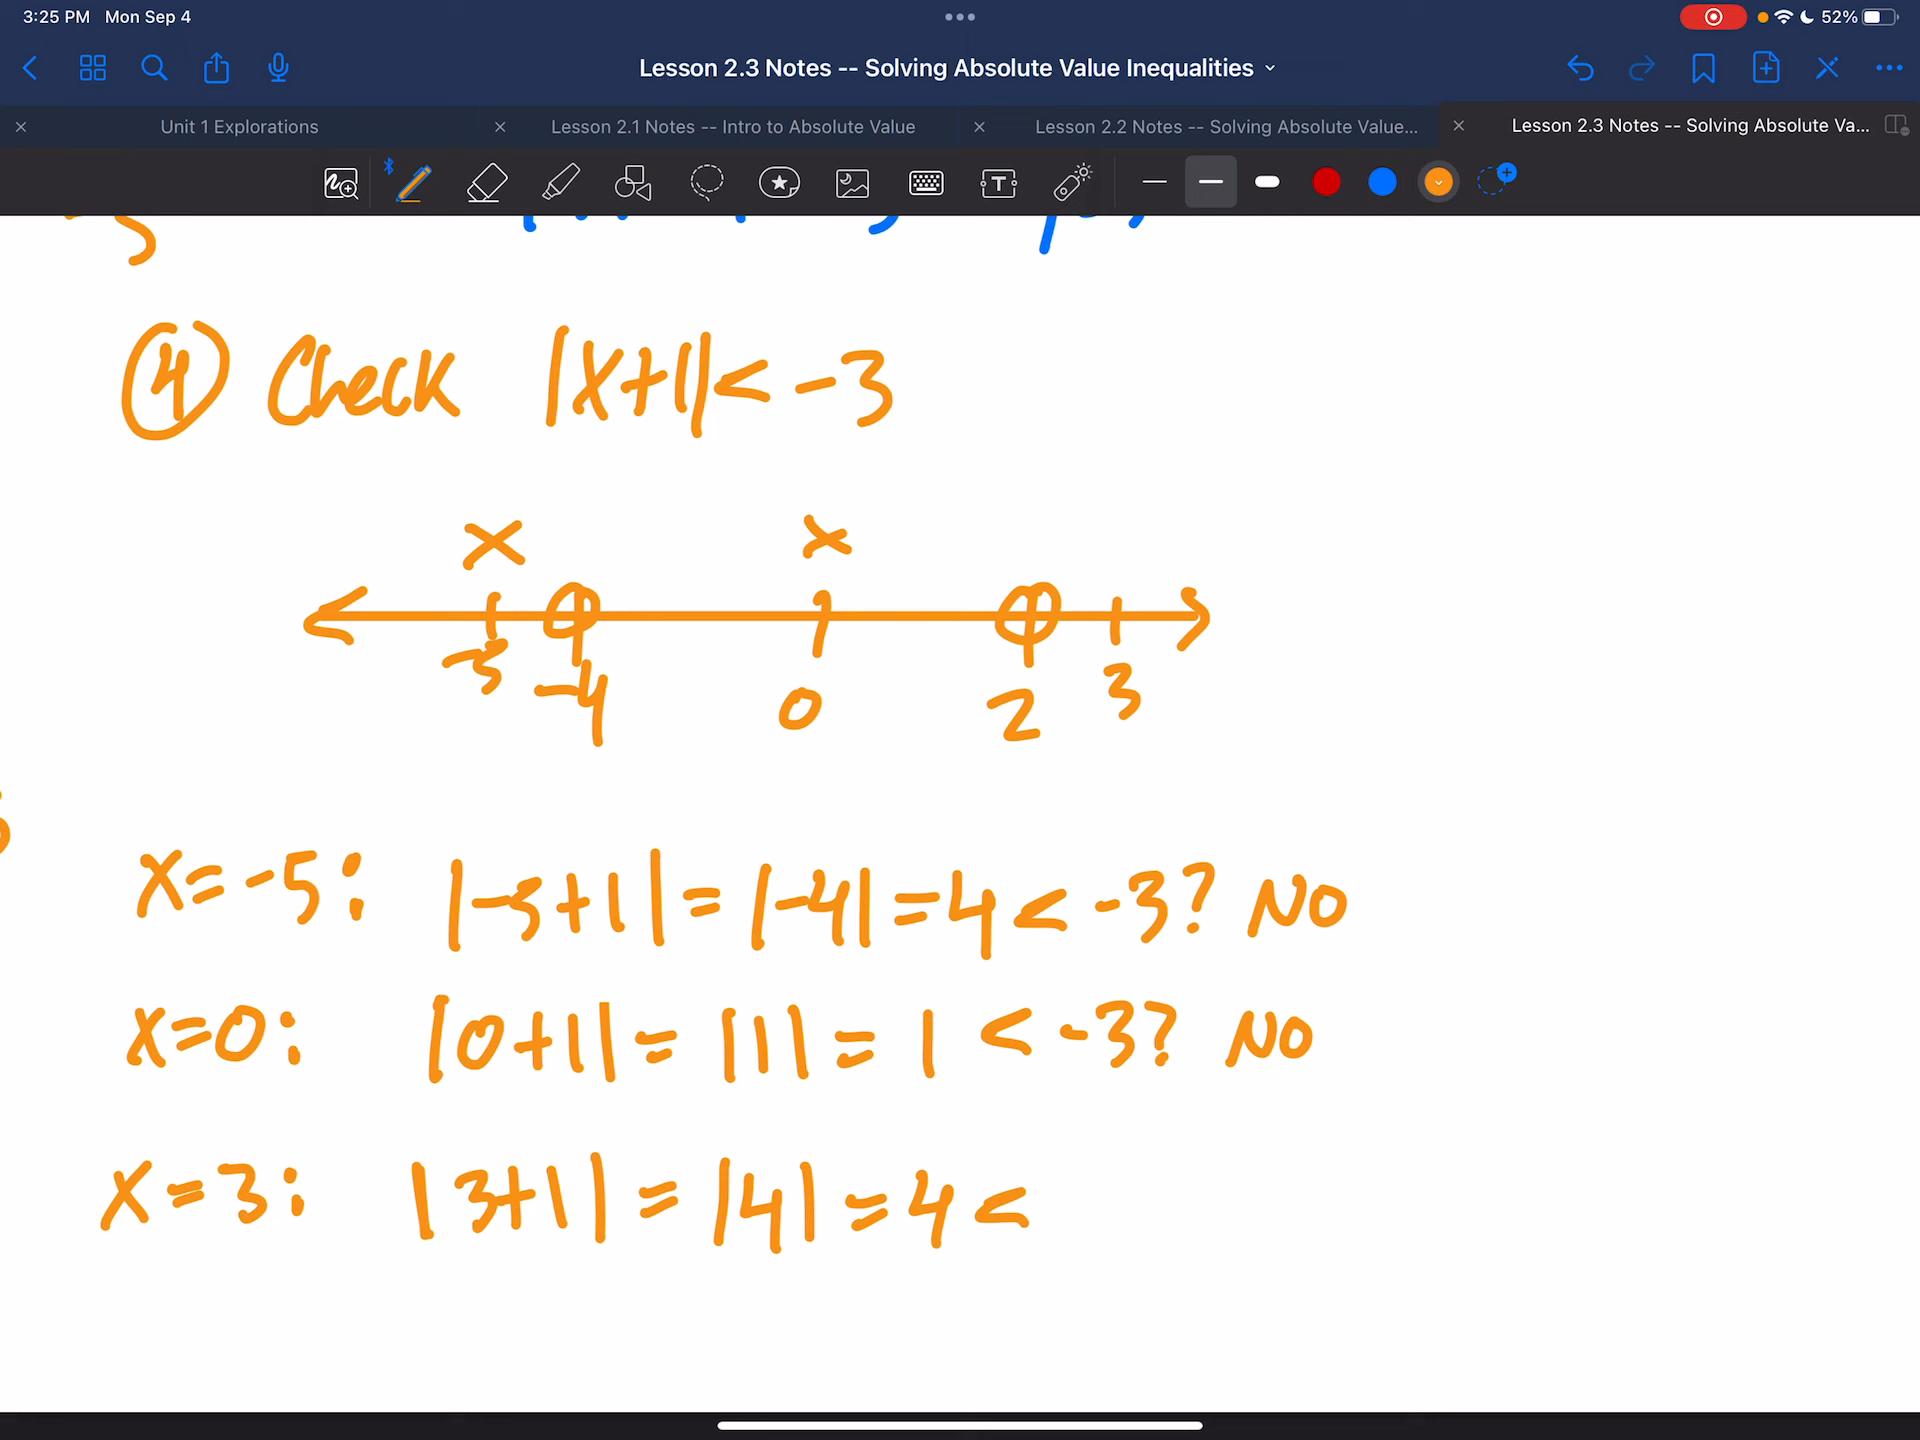 3:25 PM Mon Sep 4
52%
Lesson 2.3 Notes -- Solving Absolute Value Inequalities
Unit 1 Explorations
Lesson 2.1 Notes -- Intro to Absolute Value
Lesson 2.2 Notes -- Solving Absolute Value...
Lesson 2.3 Notes -- Solving Absolute Va...
T
④ Check |x+1| < -3
x x
-5 -4 0 2 3
x = -5 : |-5+1| = |-4| = 4 < -3? NO
x=0 : |0+1| = |1| = 1 < -3? NO
x = 3 : |3+1| = |4| = 4 <